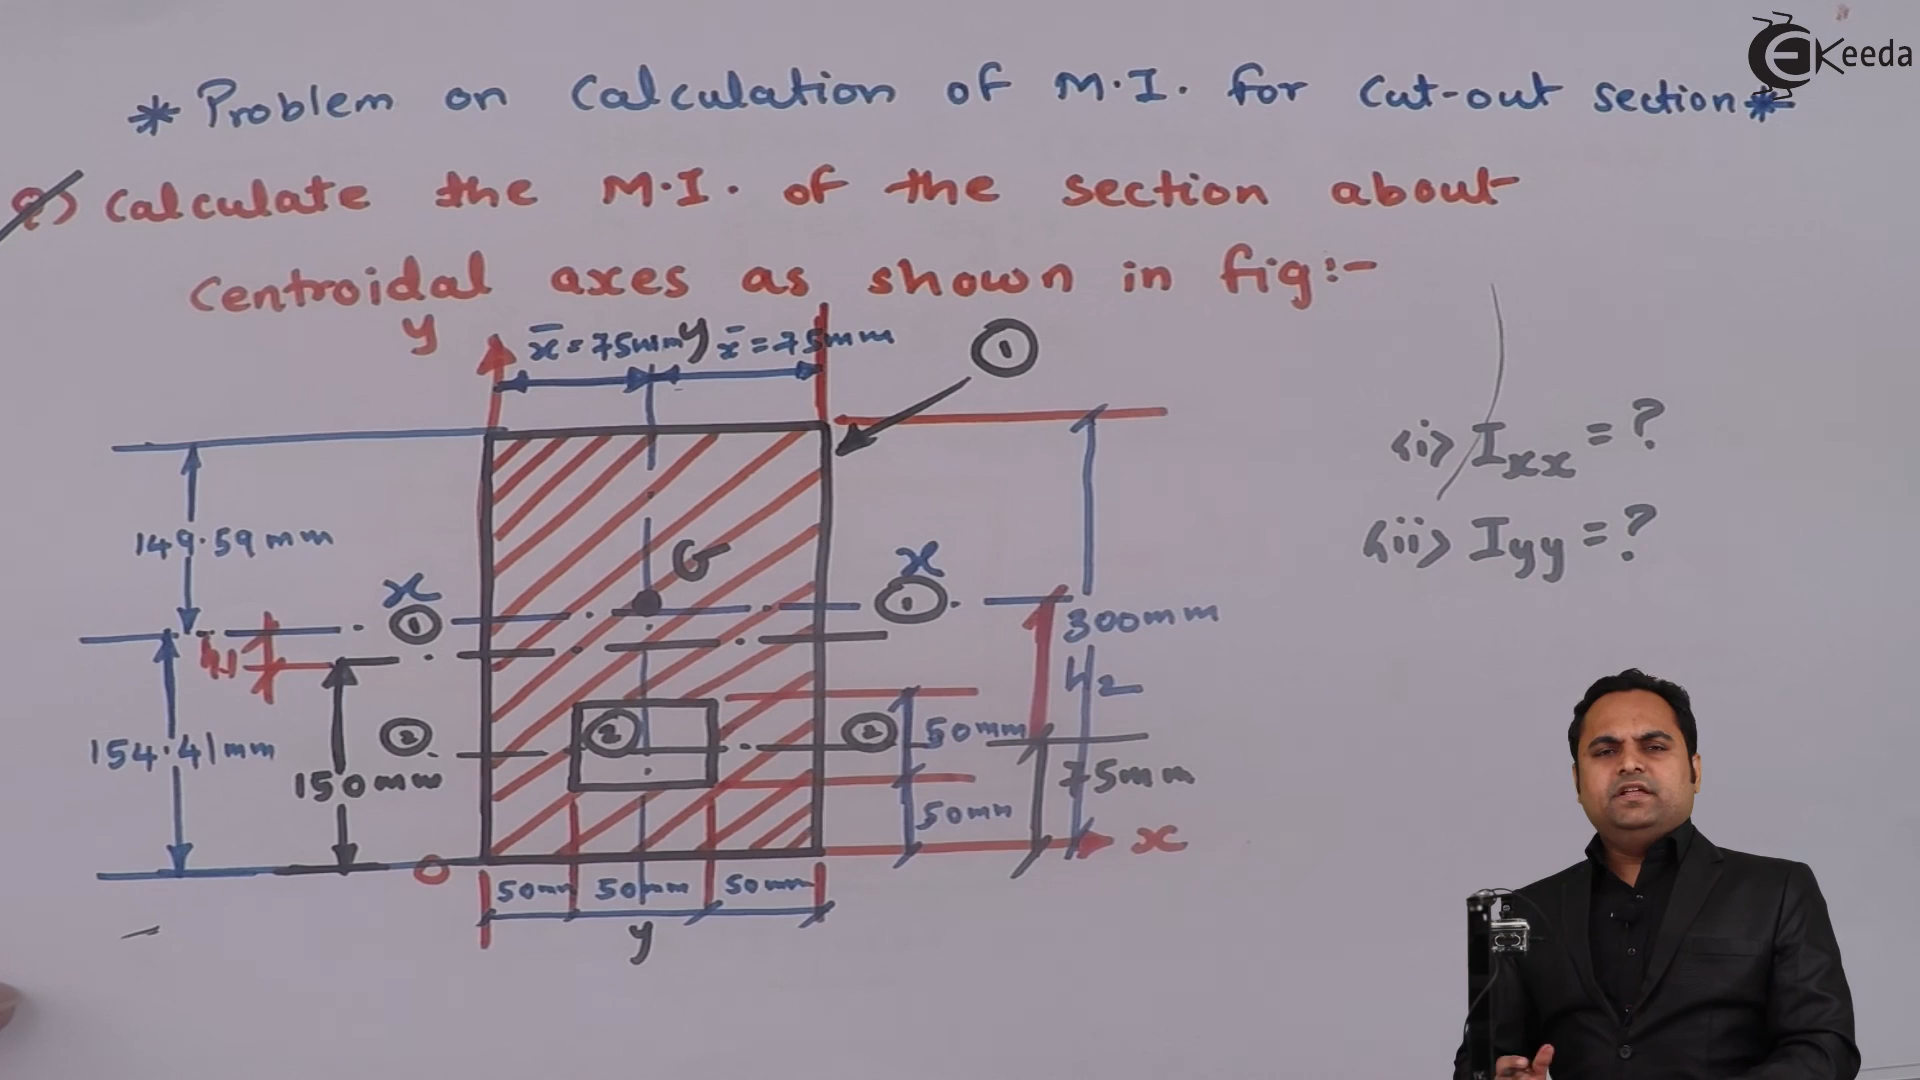 eKeeda
* Problem on Calculation of M.I. for Cut-out section *
Q) Calculate the M.I. of the section about
Centroidal axes as shown in fig:-
y
x̄ = 75mm y x̄ = 75mm
①
(i) Ixx = ?
(ii) Iyy = ?
149.59mm
G
x ① x ①
300mm
h1
h2
② ② ②
50mm
154.41mm
150mm
75mm
50mm
x
O
50mm 50mm 50mm
y